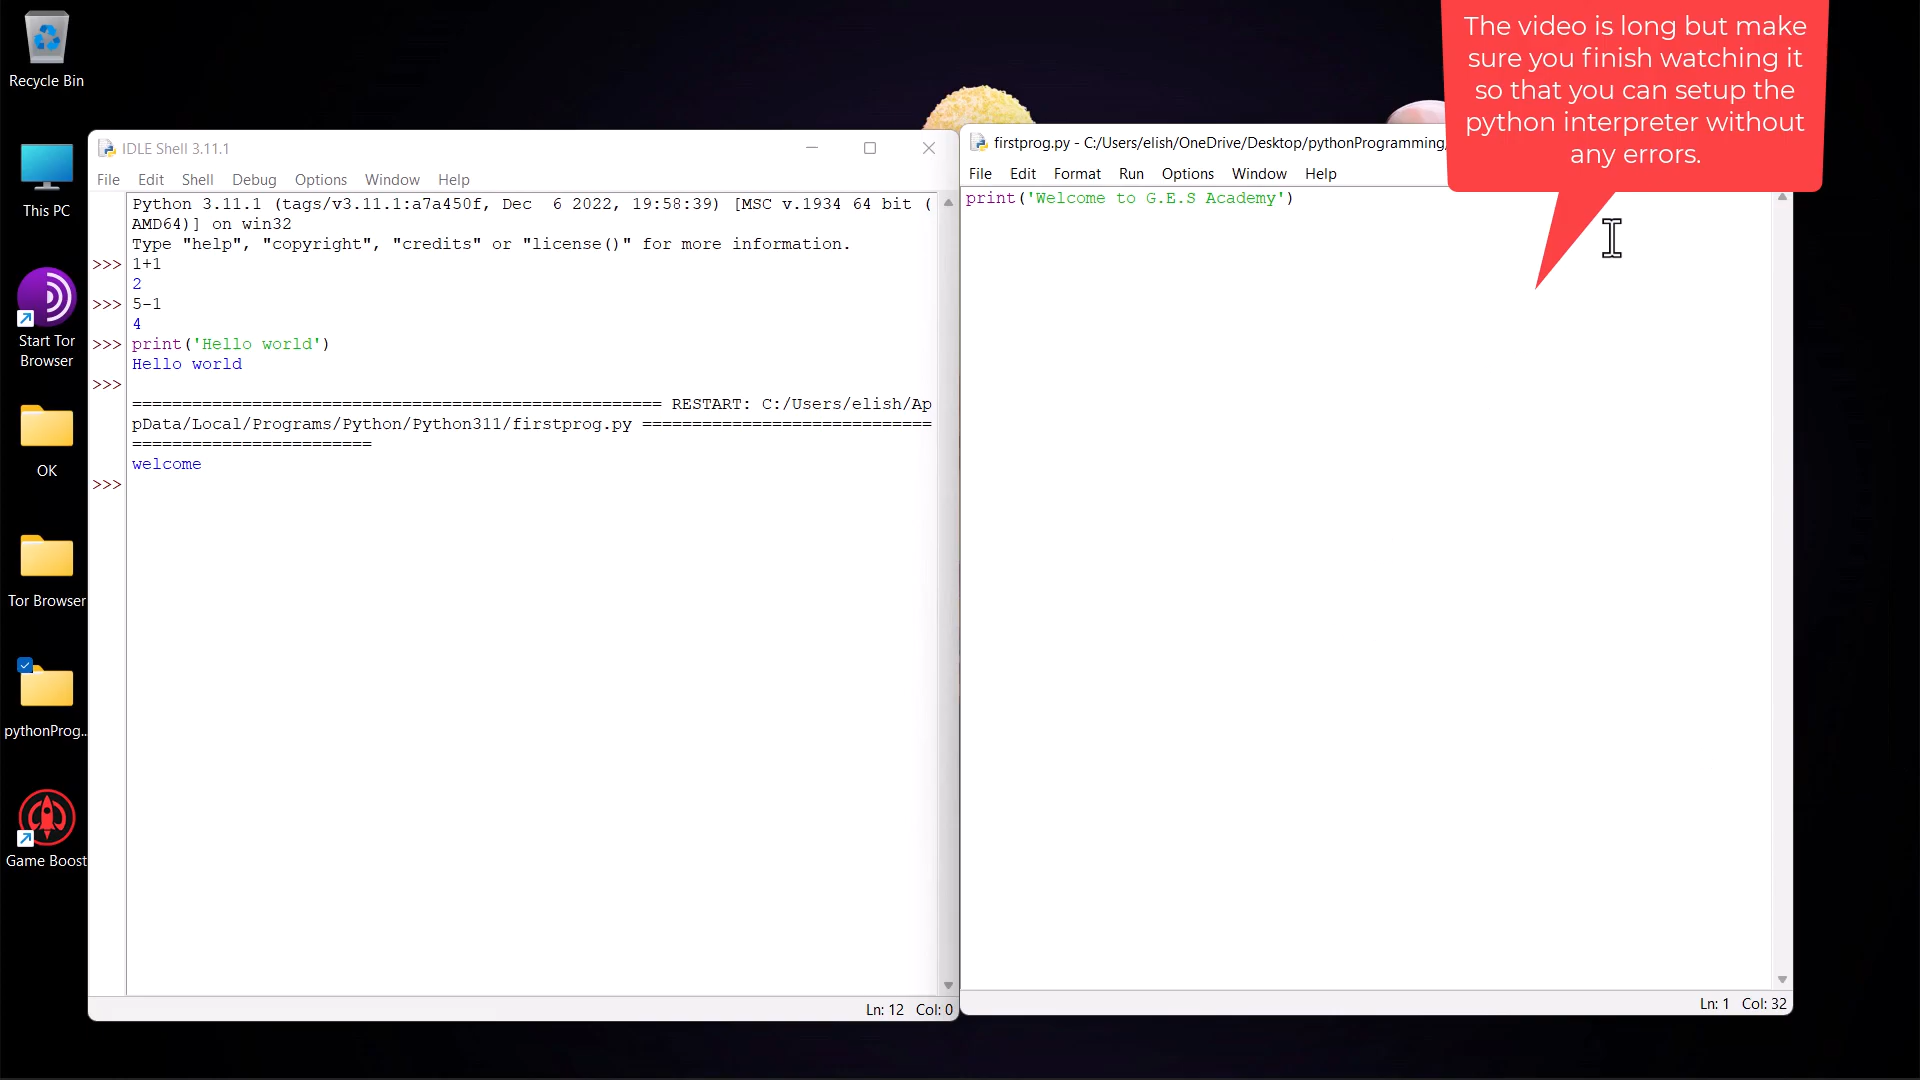 Recycle Bin
This PC
Start Tor
Browser
OK
Tor Browser
pythonProg...
Game Boost
IDLE Shell 3.11.1
File Edit Shell Debug Options Window Help
Python 3.11.1 (tags/v3.11.1:a7a450f, Dec  6 2022, 19:58:39) [MSC v.1934 64 bit (
AMD64)] on win32
Type "help", "copyright", "credits" or "license()" for more information.
>>> 1+1
2
>>> 5-1
4
>>> print('Hello world')
Hello world
>>>
===================================================== RESTART: C:/Users/elish/Ap
pData/Local/Programs/Python/Python311/firstprog.py =============================
========================
welcome
>>>
Ln: 12 Col: 0
firstprog.py - C:/Users/elish/OneDrive/Desktop/pythonProgramming/
File Edit Format Run Options Window Help
print('Welcome to G.E.S Academy')
Ln: 1 Col: 32
The video is long but make
sure you finish watching it
so that you can setup the
python interpreter without
any errors.